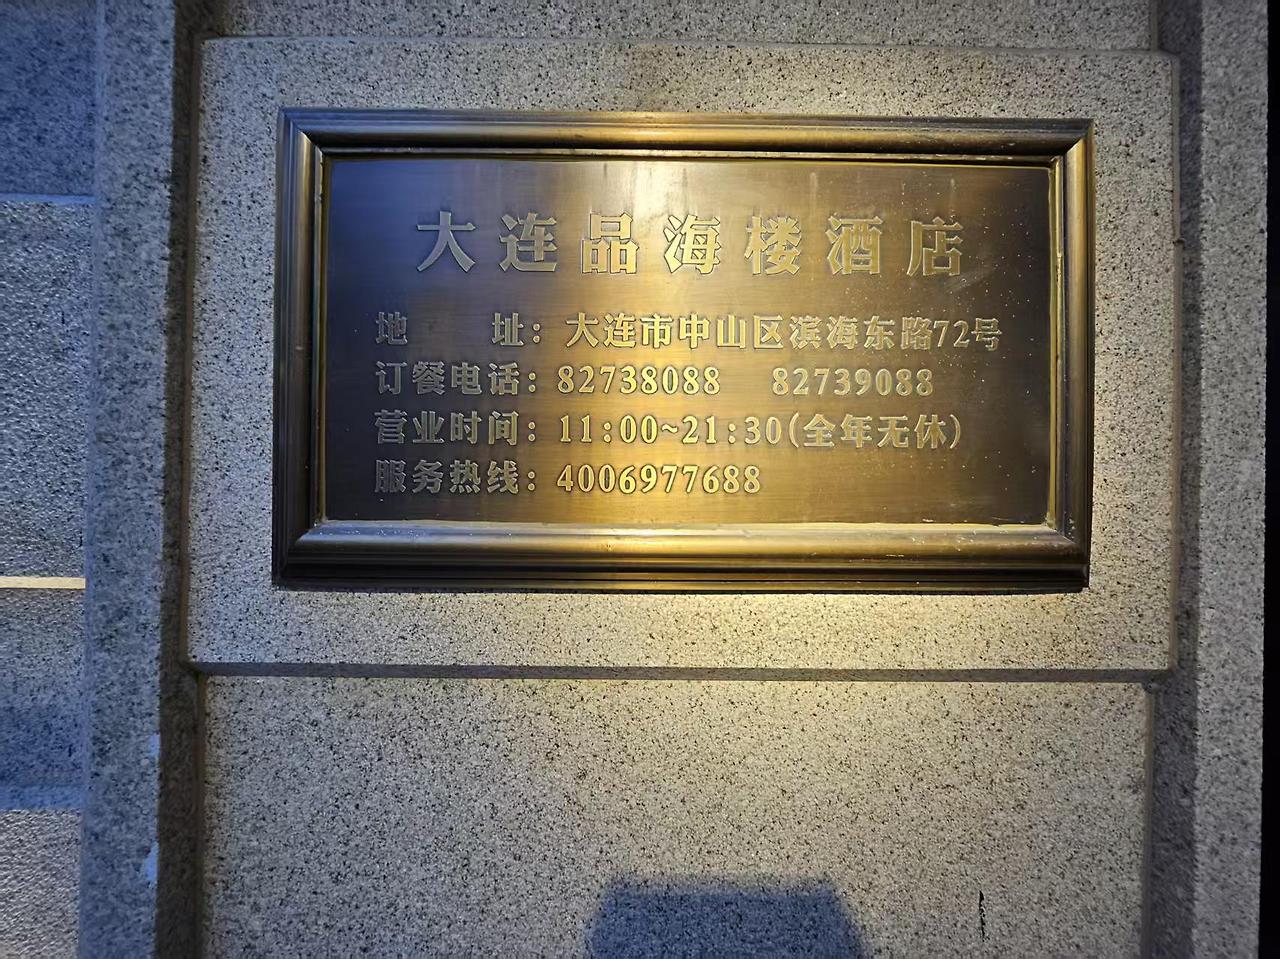 大连品海楼酒店
地 址：大连市中山区滨海东路72号
订餐电话：82738088 82739088
营业时间：11:00~21:30(全年无休)
服务热线：4006977688